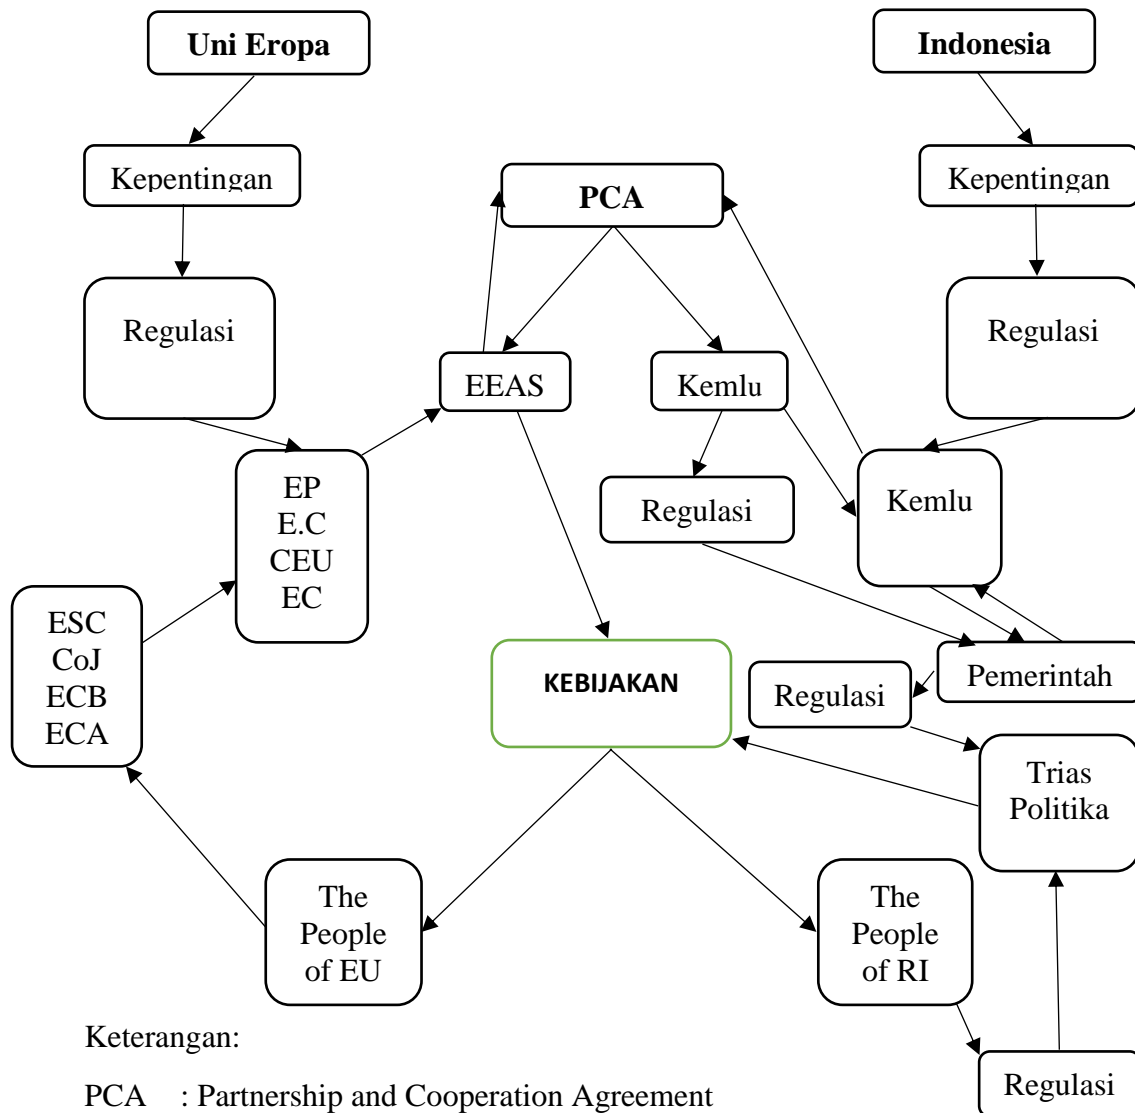 Uni Eropa
Indonesia
Kepentingan
PCA
Kepentingan
Regulasi
Regulasi
EEAS
Kemlu
EP
E.C
CEU
EC
Regulasi
Kemlu
ESC
CoJ
ECB
ECA
KEBIJAKAN
Regulasi
Pemerintah
Trias
Politika
The
People
of EU
The
People
of RI
Keterangan:
Regulasi
PCA : Partnership and Cooperation Agreement